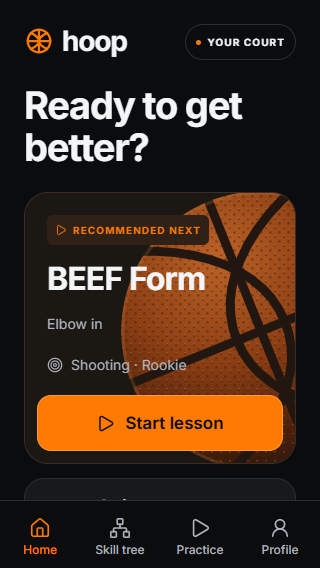 hoop
YOUR COURT
Ready to get
better?
RECOMMENDED NEXT
BEEF Form
Elbow in
Shooting · Rookie
Start lesson
Home
Skill tree
Practice
Profile